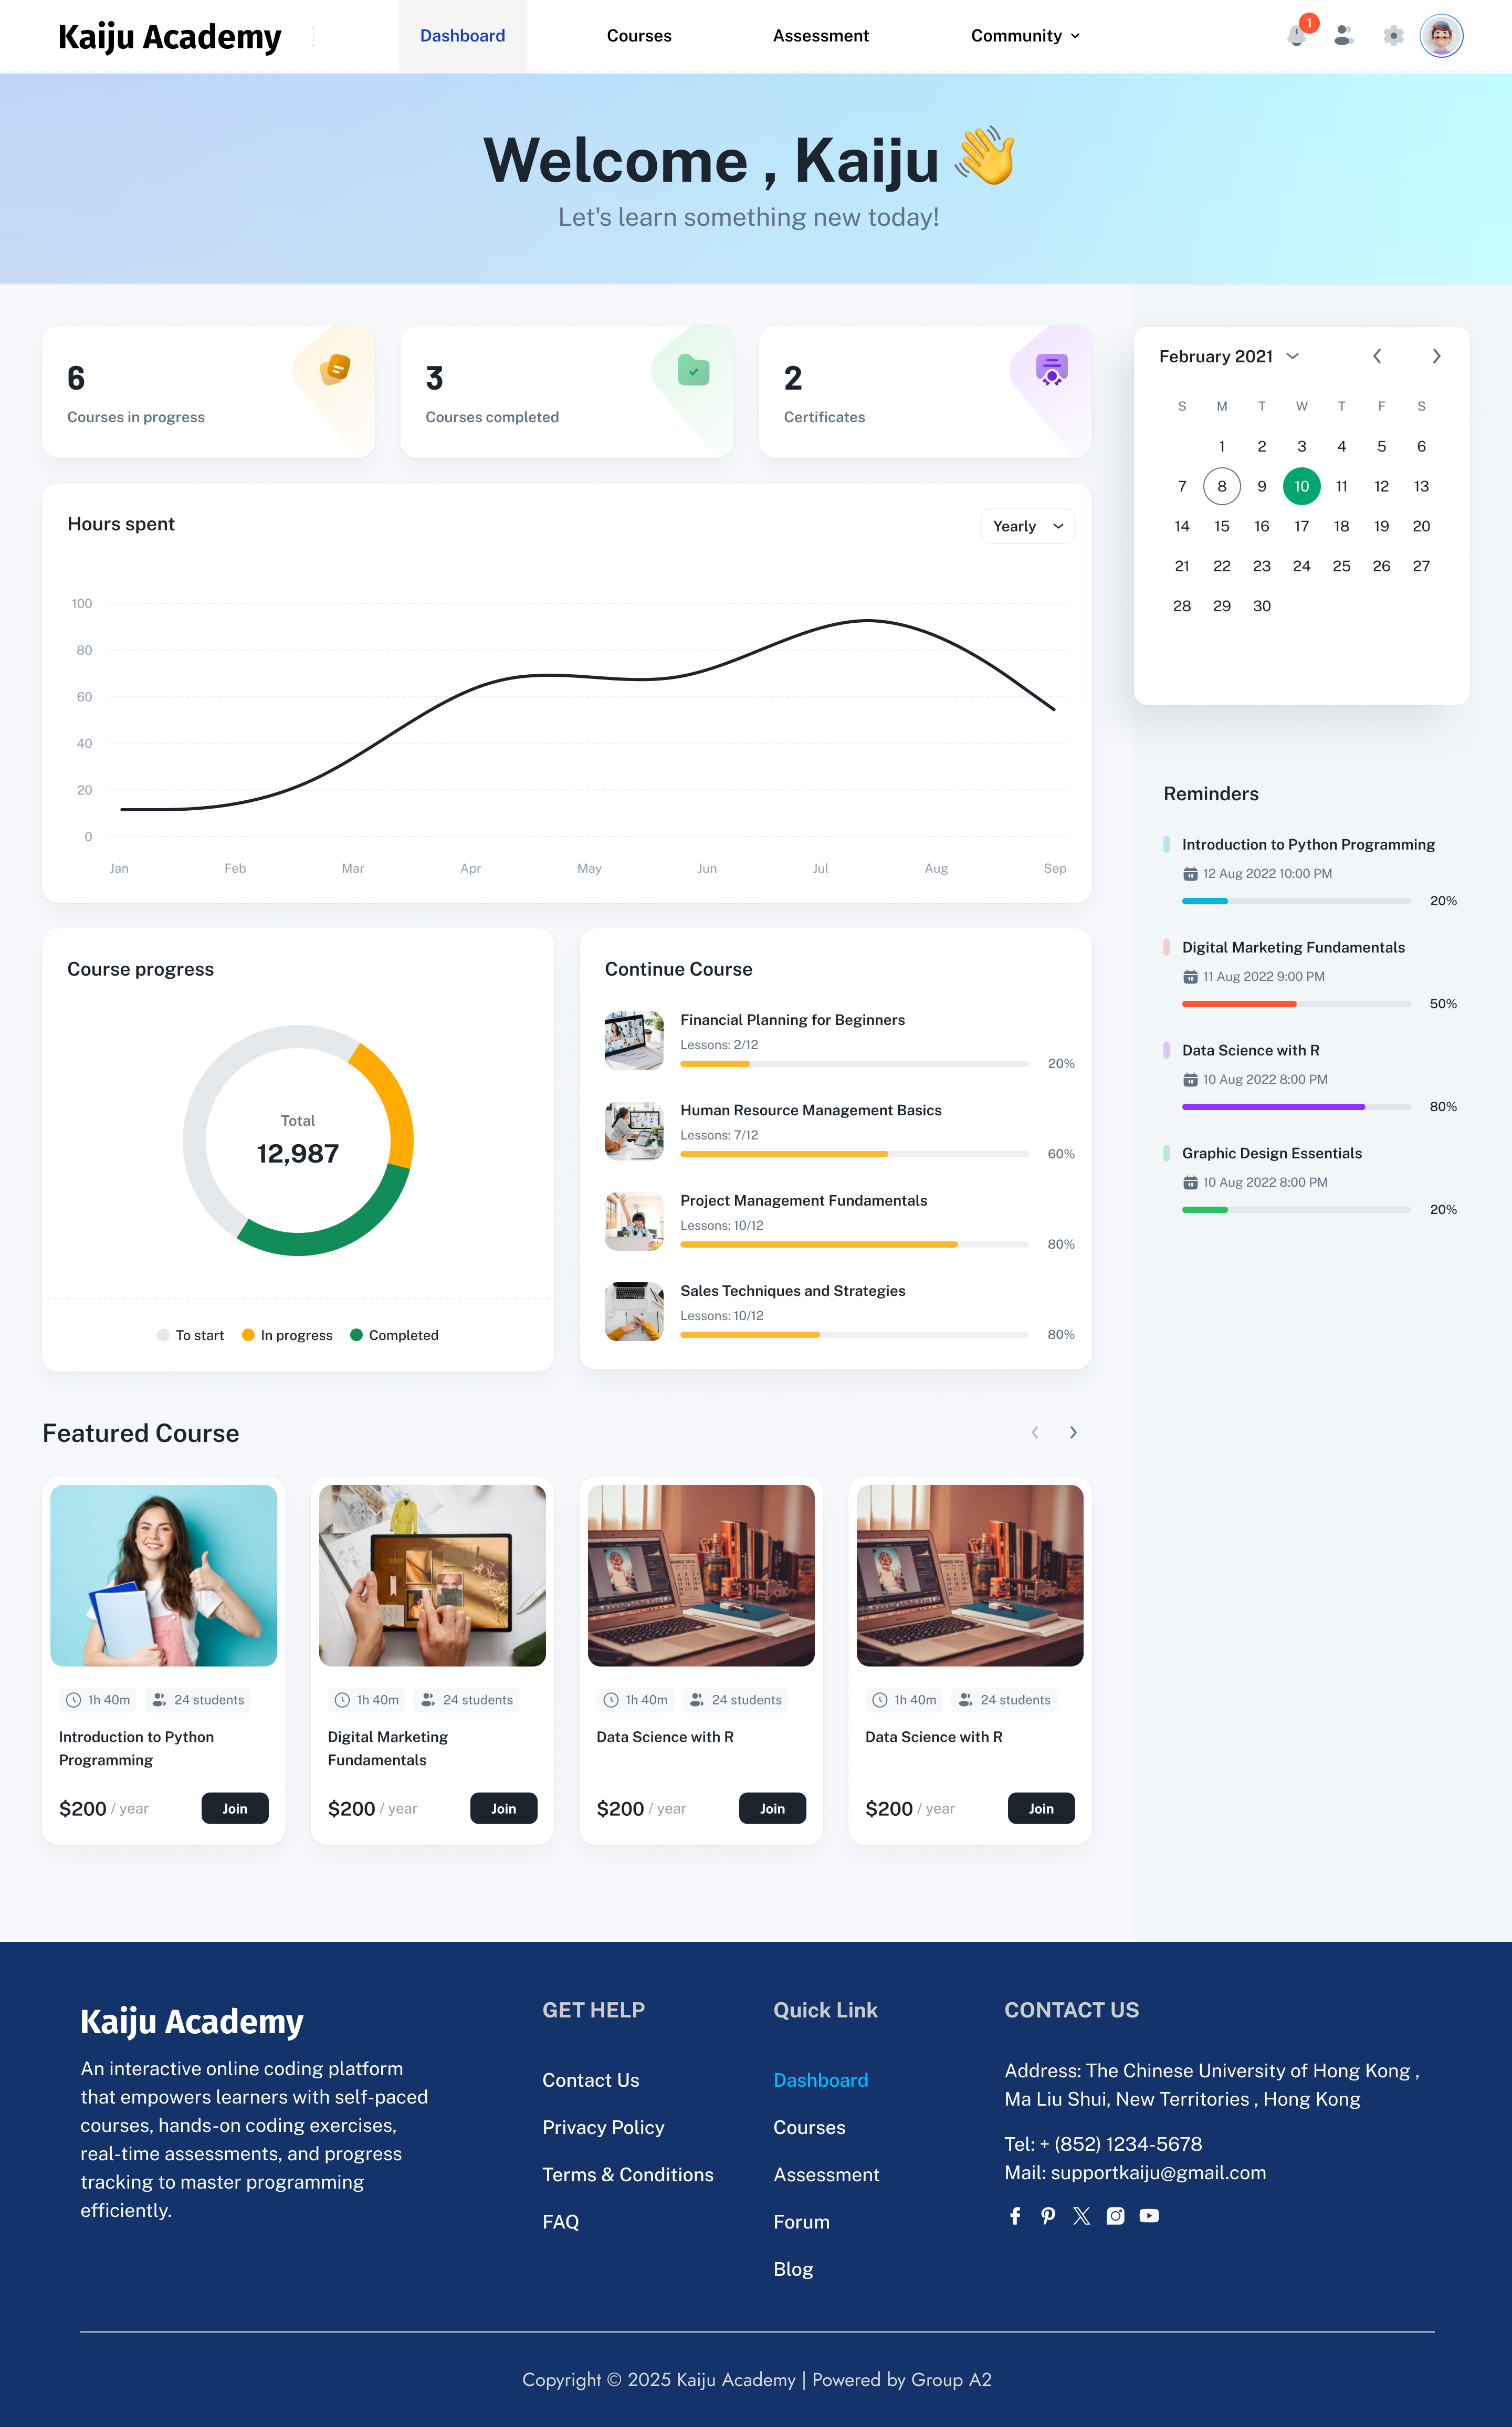 Kaiju Academy
Dashboard
Courses
Assessment
Community
1
Welcome , Kaiju
Let's learn something new today!
6
Courses in progress
3
Courses completed
2
Certificates
Hours spent
Yearly
100
80
60
40
20
0
Jan Feb Mar Apr May Jun Jul Aug Sep
February 2021
S M T W T F S
1 2 3 4 5 6
7 8 9 10 11 12 13
14 15 16 17 18 19 20
21 22 23 24 25 26 27
28 29 30
Reminders
Introduction to Python Programming
12 Aug 2022 10:00 PM
20%
Digital Marketing Fundamentals
11 Aug 2022 9:00 PM
50%
Data Science with R
10 Aug 2022 8:00 PM
80%
Graphic Design Essentials
10 Aug 2022 8:00 PM
20%
Course progress
Total
12,987
To start
In progress
Completed
Continue Course
Financial Planning for Beginners
Lessons: 2/12
20%
Human Resource Management Basics
Lessons: 7/12
60%
Project Management Fundamentals
Lessons: 10/12
80%
Sales Techniques and Strategies
Lessons: 10/12
80%
Featured Course
1h 40m
24 students
Introduction to Python
Programming
$200 / year
Join
1h 40m
24 students
Digital Marketing
Fundamentals
$200 / year
Join
1h 40m
24 students
Data Science with R
$200 / year
Join
1h 40m
24 students
Data Science with R
$200 / year
Join
Kaiju Academy
An interactive online coding platform
that empowers learners with self-paced
courses, hands-on coding exercises,
real-time assessments, and progress
tracking to master programming
efficiently.
GET HELP
Contact Us
Privacy Policy
Terms & Conditions
FAQ
Quick Link
Dashboard
Courses
Assessment
Forum
Blog
CONTACT US
Address: The Chinese University of Hong Kong ,
Ma Liu Shui, New Territories , Hong Kong
Tel: + (852) 1234-5678
Mail: supportkaiju@gmail.com
Copyright © 2025 Kaiju Academy | Powered by Group A2